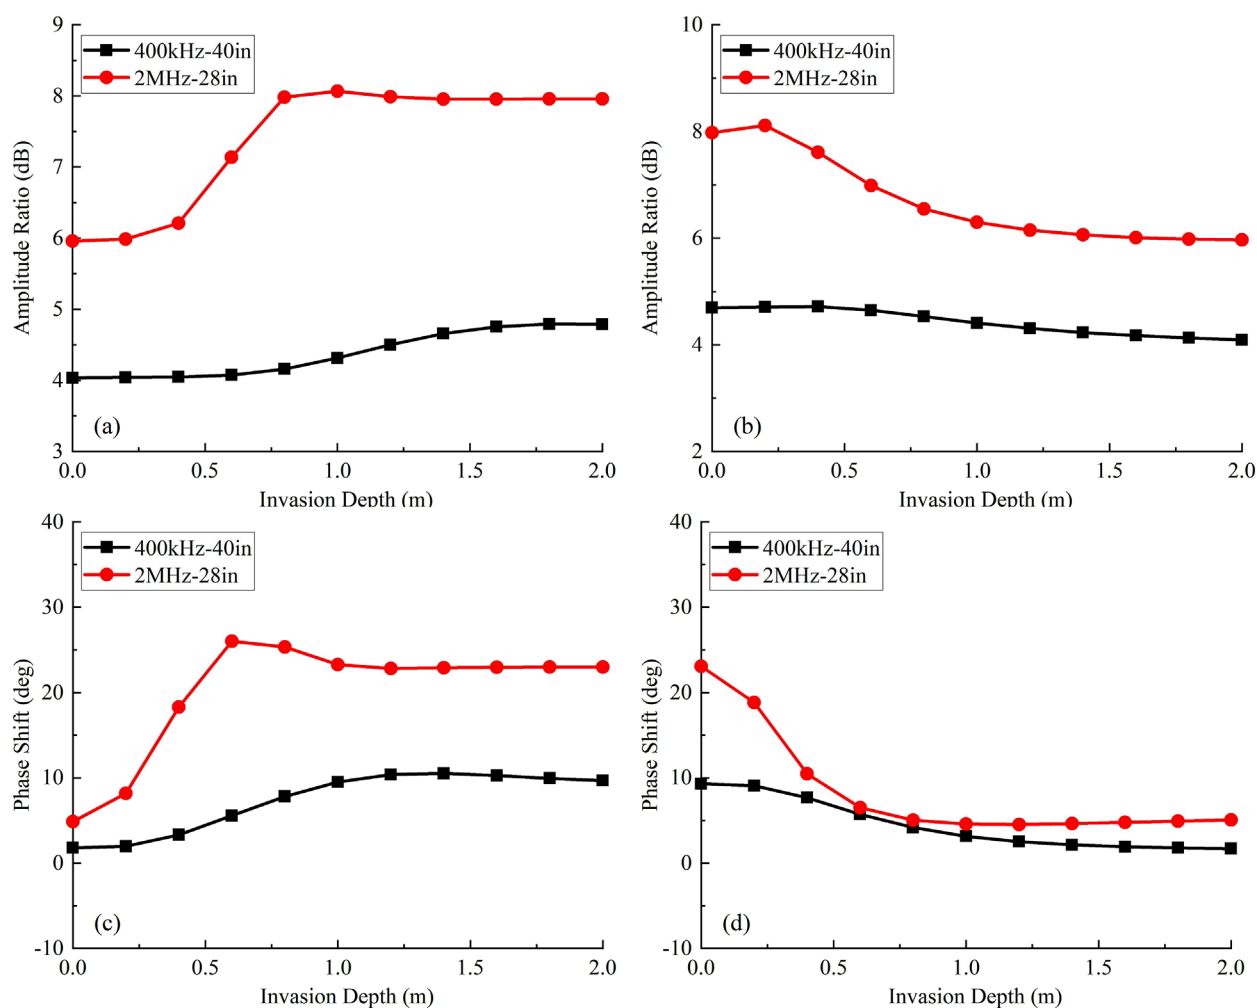 9
8
7
6
5
4
3
Amplitude Ratio (dB)
400kHz-40in
2MHz-28in
(a)
0.0 0.5 1.0 1.5 2.0
Invasion Depth (m)
10
8
6
4
2
Amplitude Ratio (dB)
400kHz-40in
2MHz-28in
(b)
0.0 0.5 1.0 1.5 2.0
Invasion Depth (m)
40
30
20
10
0
-10
Phase Shift (deg)
400kHz-40in
2MHz-28in
(c)
0.0 0.5 1.0 1.5 2.0
Invasion Depth (m)
40
30
20
10
0
-10
Phase Shift (deg)
400kHz-40in
2MHz-28in
(d)
0.0 0.5 1.0 1.5 2.0
Invasion Depth (m)